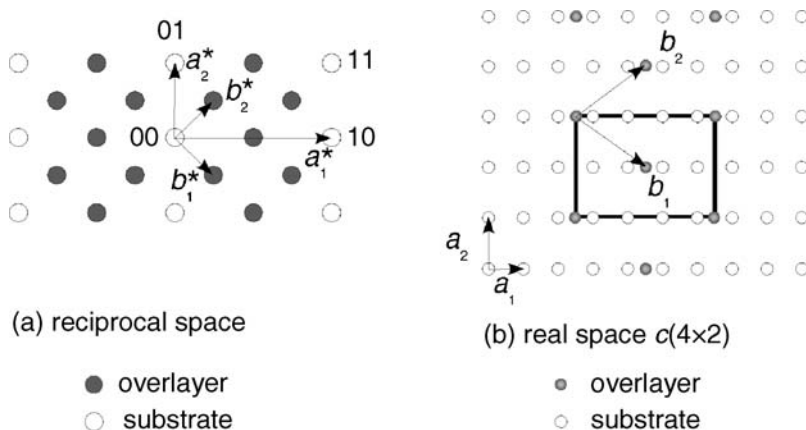 01
11
a*2
b*2
00
10
a*1
b*1
(a) reciprocal space
overlayer
substrate
b2
b1
a2
a1
(b) real space c(4×2)
overlayer
substrate